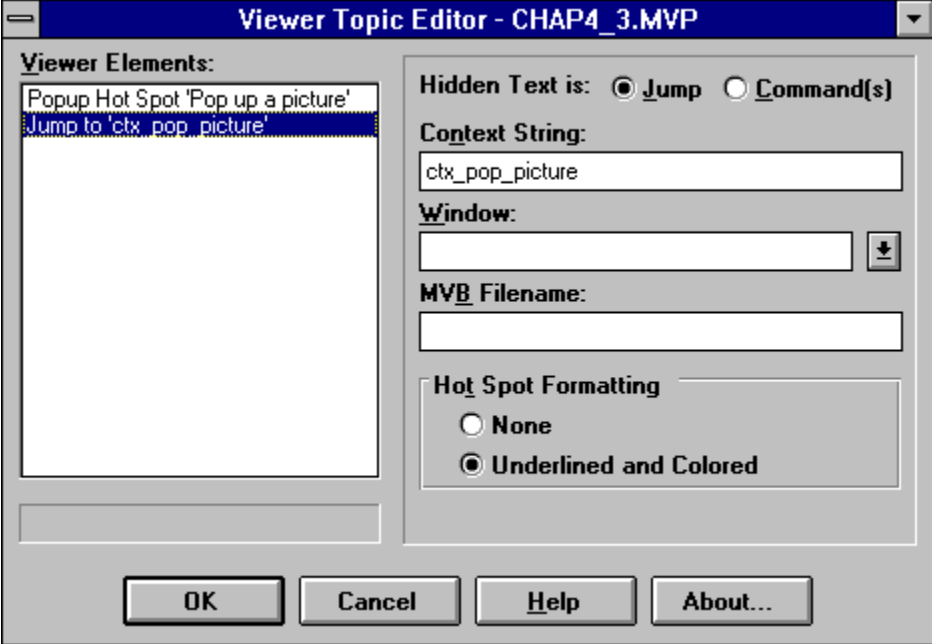 Viewer Topic Editor - CHAP4_3.MVP
Viewer Elements:
Popup Hot Spot 'Pop up a picture'
Jump to 'ctx_pop_picture'
Hidden Text is: Jump Command(s)
Context String:
ctx_pop_picture
Window:
MVB Filename:
Hot Spot Formatting
None
Underlined and Colored
OK Cancel Help About...